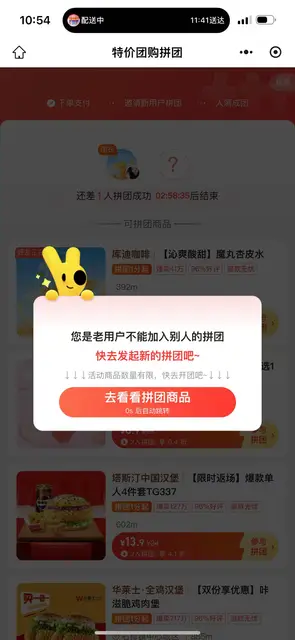 10:54
配送中
11:41送达
特价团购拼团
下单支付
邀请新用户拼团
人满成团
还差1人拼团成功 02:58:35后结束
可拼团商品
库迪咖啡 【沁爽酸甜】魔丸杏皮水
392m
您是老用户不能加入别人的拼团
快去发起新的拼团吧~
↓↓↓活动商品数量有限，快去开团吧~↓↓↓
去看看拼团商品
0s 后自动跳转
拼团
塔斯汀中国汉堡 【限时返场】爆款单
人4件套TG337
602m
¥13.9
参与
拼团
华莱士·全鸡汉堡 【双份享优惠】咔
滋脆鸡肉堡